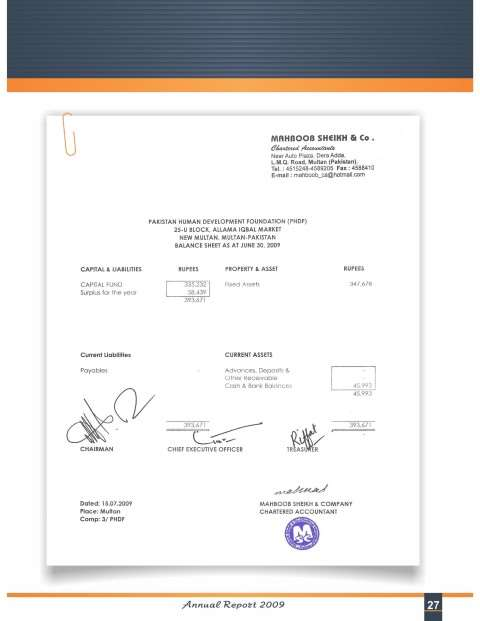 MAHBOOB SHEIKH & Co .
Chartered Accountants
New Auto Plaza, Dera Adda,
L.M.Q. Road, Multan (Pakistan).
Tel. : 4515248-4589205 Fax : 4588410
E-mail : mahboob_ca@hotmail.com
PAKISTAN HUMAN DEVELOPMENT FOUNDATION (PHDF)
25-U BLOCK, ALLAMA IQBAL MARKET
NEW MULTAN, MULTAN-PAKISTAN
BALANCE SHEET AS AT JUNE 30, 2009
CAPITAL & LIABILITIES RUPEES PROPERTY & ASSET RUPEES
CAPITAL FUND 335,232 Fixed Assets 347,678
Surplus for the year 58,439
393,671
Current Liabilities CURRENT ASSETS
Payables - Advances, Deposits & -
Other Receivable
Cash & Bank Balances 45,993
45,993
393,671 393,671
Riffat
CHAIRMAN CHIEF EXECUTIVE OFFICER TREASURER
Dated; 15.07.2009 MAHBOOB SHEIKH & COMPANY
Place: Multan CHARTERED ACCOUNTANT
Comp: 3/ PHDF
Annual Report 2009
27